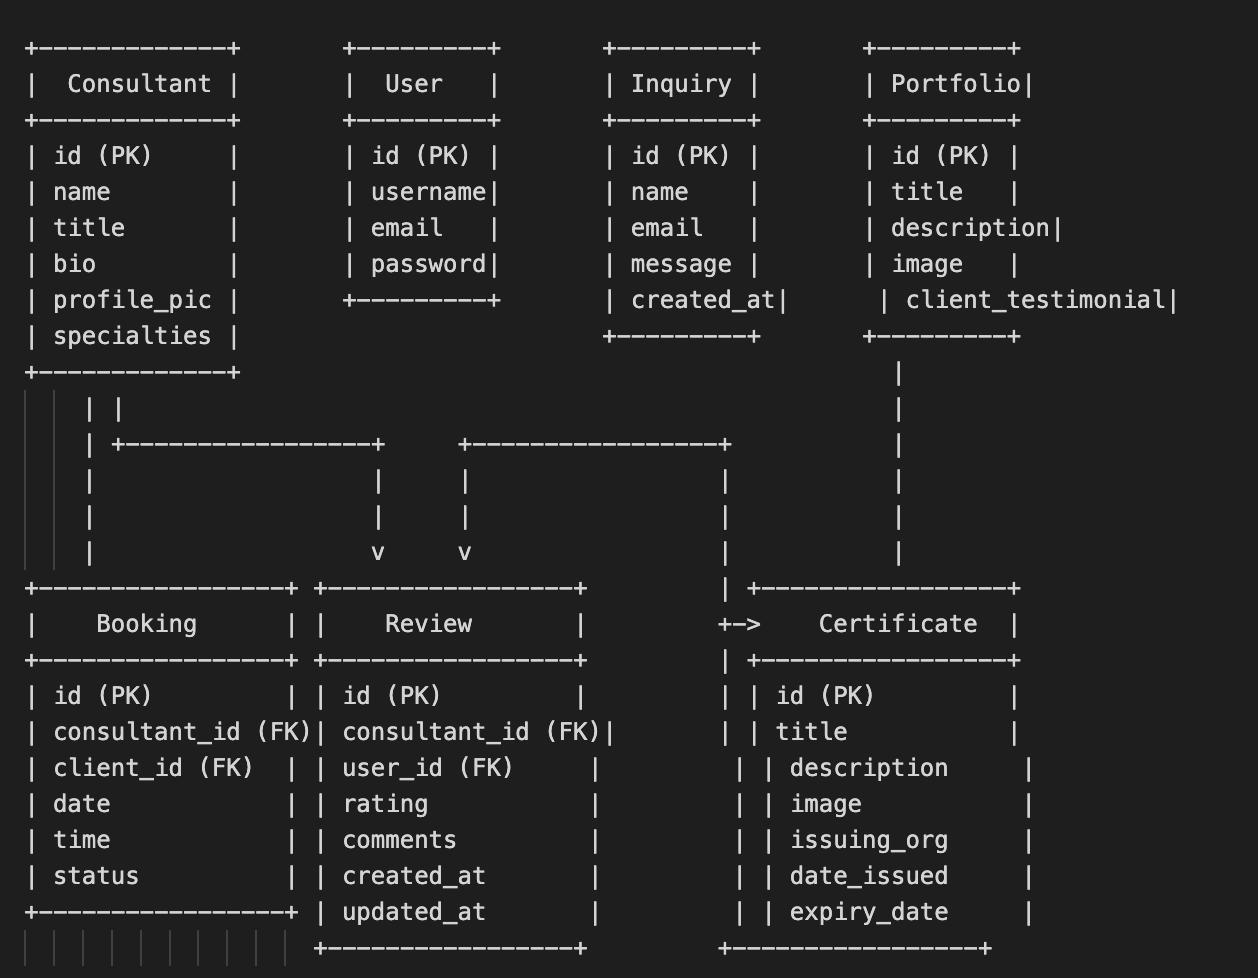 +-------------+       +---------+       +---------+       +---------+
|  Consultant |       |  User   |       | Inquiry |       | Portfolio|
+-------------+       +---------+       +---------+       +---------+
| id (PK)     |       | id (PK) |       | id (PK) |       | id (PK) |
| name        |       | username|       | name    |       | title   |
| title       |       | email   |       | email   |       | description|
| bio         |       | password|       | message |       | image   |
| profile_pic |       +---------+       | created_at|      | client_testimonial|
| specialties |                         +---------+       +---------+
+-------------+                                             |
    | |                                                     |
    | +-----------------+     +-----------------+           |
    |                   |     |                 |           |
    |                   |     |                 |           |
    |                   v     v                 |           |
+-----------------+ +-----------------+         | +-----------------+
|    Booking      | |    Review       |         +->    Certificate  |
+-----------------+ +-----------------+         | +-----------------+
| id (PK)         | | id (PK)         |         | | id (PK)         |
| consultant_id (FK)| consultant_id (FK)|       | | title           |
| client_id (FK)  | | user_id (FK)     |         | | description     |
| date            | | rating           |         | | image           |
| time            | | comments         |         | | issuing_org     |
| status          | | created_at       |         | | date_issued     |
+-----------------+ | updated_at       |         | | expiry_date     |
                    +-----------------+         +-----------------+